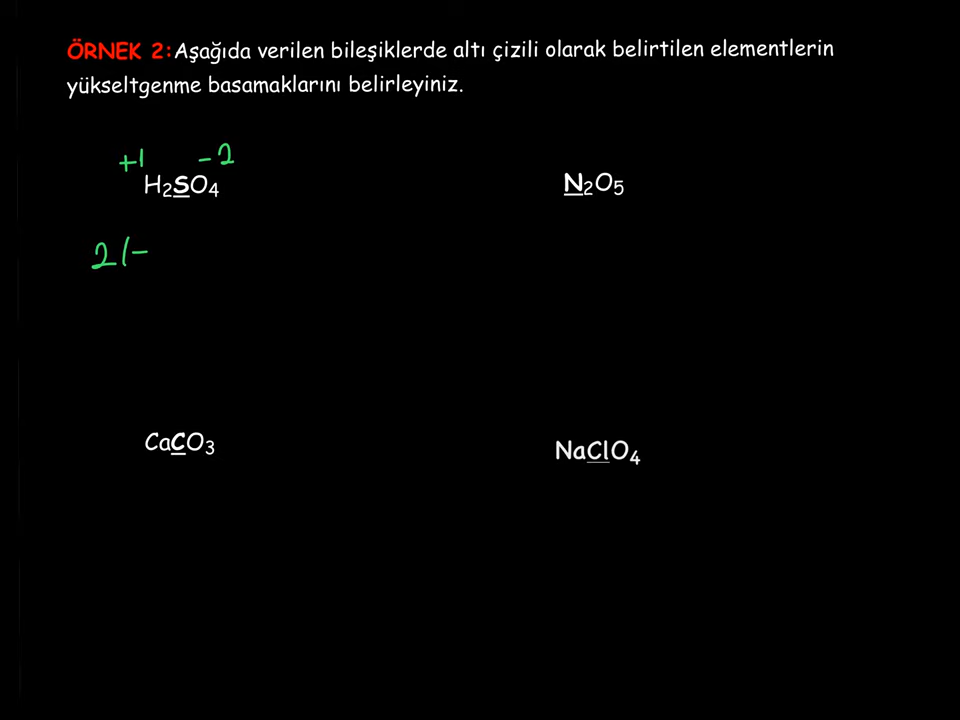 ÖRNEK 2:Aşağıda verilen bileşiklerde altı çizili olarak belirtilen elementlerin
yükseltgenme basamaklarını belirleyiniz.
+1 -2
H₂SO₄
N₂O₅
2(-
CaCO₃
NaClO₄